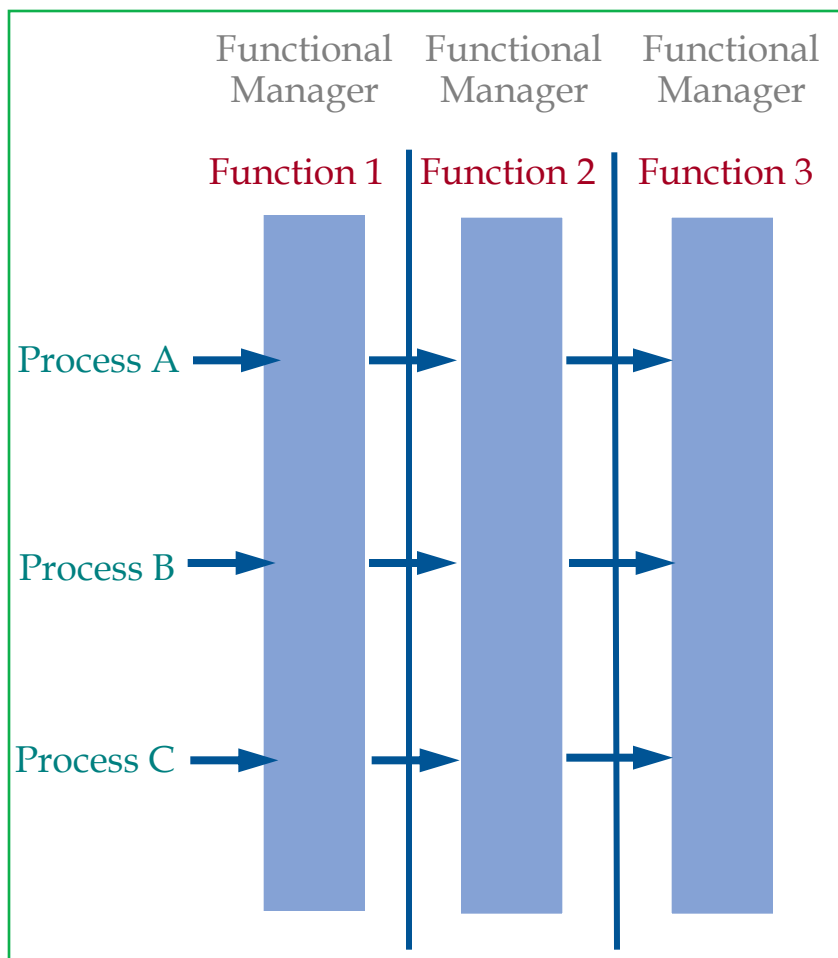 Functional Functional Functional
Manager Manager Manager
Function 1 Function 2 Function 3
Process A
Process B
Process C